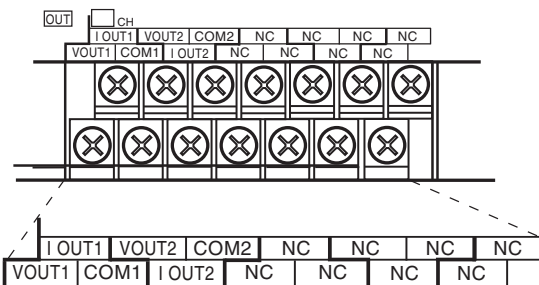 OUT CH
I OUT1 VOUT2 COM2 NC NC NC NC
VOUT1 COM1 I OUT2 NC NC NC NC
I OUT1 VOUT2 COM2 NC NC NC NC
VOUT1 COM1 I OUT2 NC NC NC NC